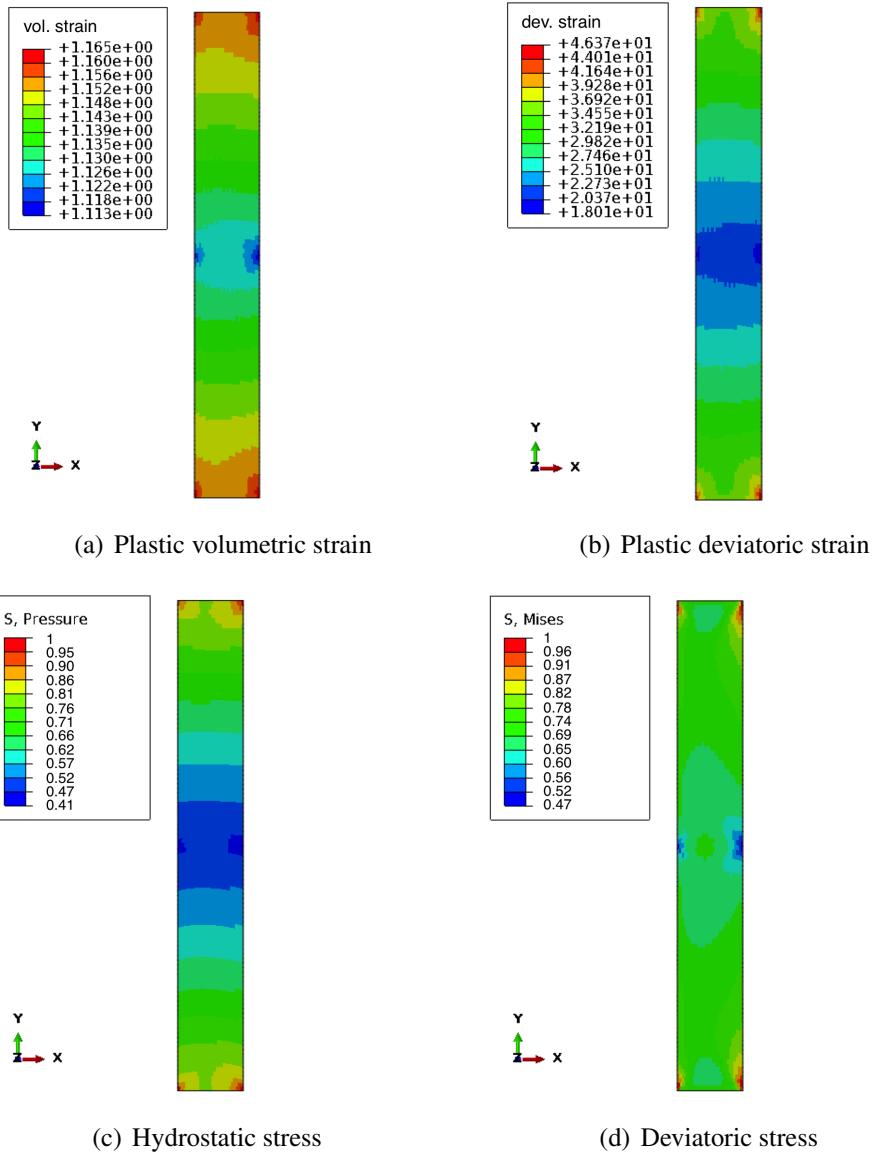 vol. strain
+1.165e+00
+1.160e+00
+1.156e+00
+1.152e+00
+1.148e+00
+1.143e+00
+1.139e+00
+1.135e+00
+1.130e+00
+1.126e+00
+1.122e+00
+1.118e+00
+1.113e+00
Y
Z
X
(a) Plastic volumetric strain
dev. strain
+4.637e+01
+4.401e+01
+4.164e+01
+3.928e+01
+3.692e+01
+3.455e+01
+3.219e+01
+2.982e+01
+2.746e+01
+2.510e+01
+2.273e+01
+2.037e+01
+1.801e+01
Y
Z
X
(b) Plastic deviatoric strain
S, Pressure
1
0.95
0.90
0.86
0.81
0.76
0.71
0.66
0.62
0.57
0.52
0.47
0.41
Y
Z
X
(c) Hydrostatic stress
S, Mises
1
0.96
0.91
0.87
0.82
0.78
0.74
0.69
0.65
0.60
0.56
0.52
0.47
Y
Z
X
(d) Deviatoric stress